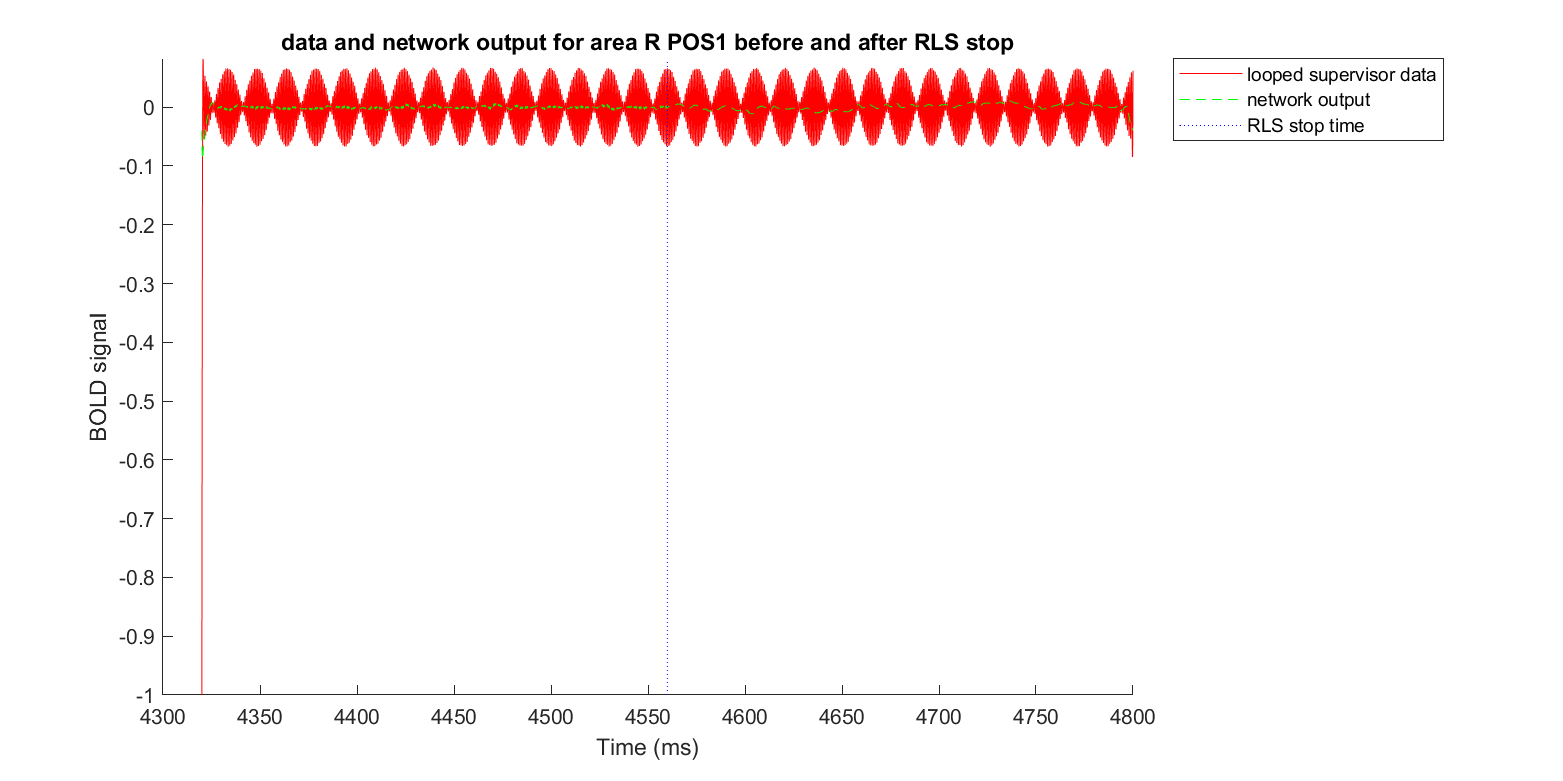 data and network output for area R POS1 before and after RLS stop
looped supervisor data
network output
RLS stop time
0
-0.1
-0.2
-0.3
-0.4
-0.5
-0.6
-0.7
-0.8
-0.9
-1
BOLD signal
4300 4350 4400 4450 4500 4550 4600 4650 4700 4750 4800
Time (ms)